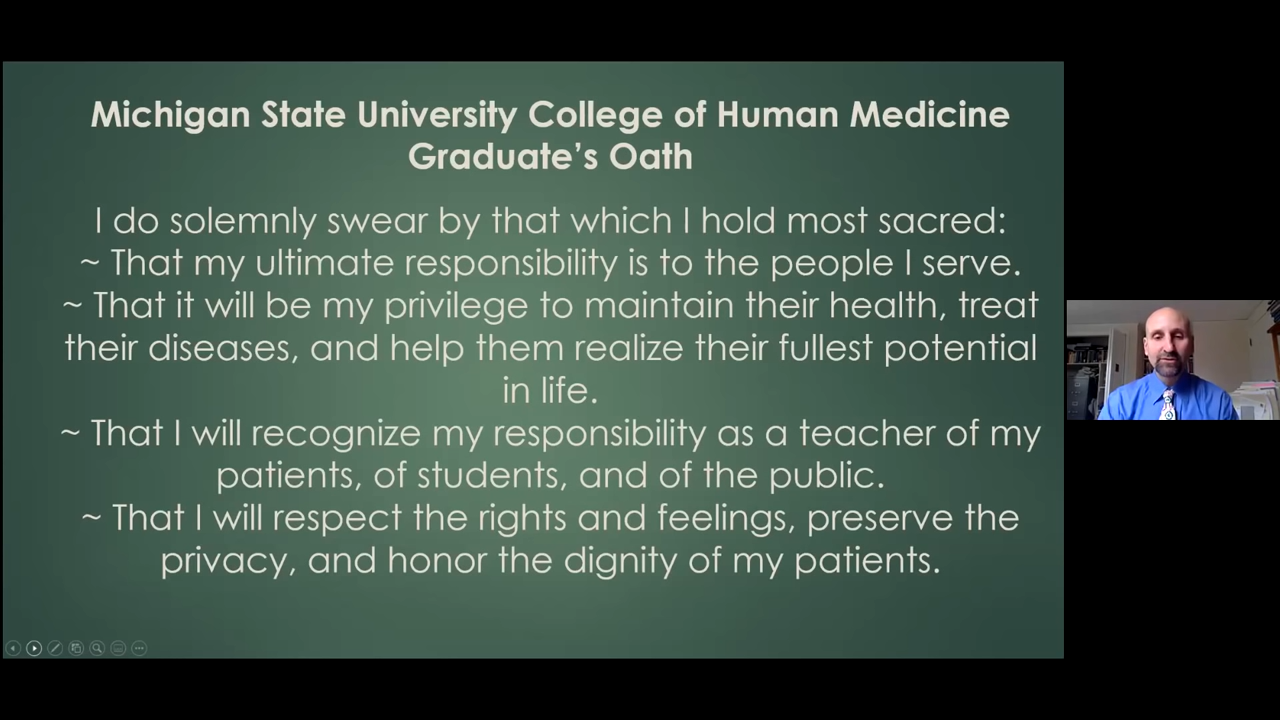 Michigan State University College of Human Medicine
Graduate’s Oath
I do solemnly swear by that which I hold most sacred:
~ That my ultimate responsibility is to the people I serve.
~ That it will be my privilege to maintain their health, treat
their diseases, and help them realize their fullest potential
in life.
~ That I will recognize my responsibility as a teacher of my
patients, of students, and of the public.
~ That I will respect the rights and feelings, preserve the
privacy, and honor the dignity of my patients.